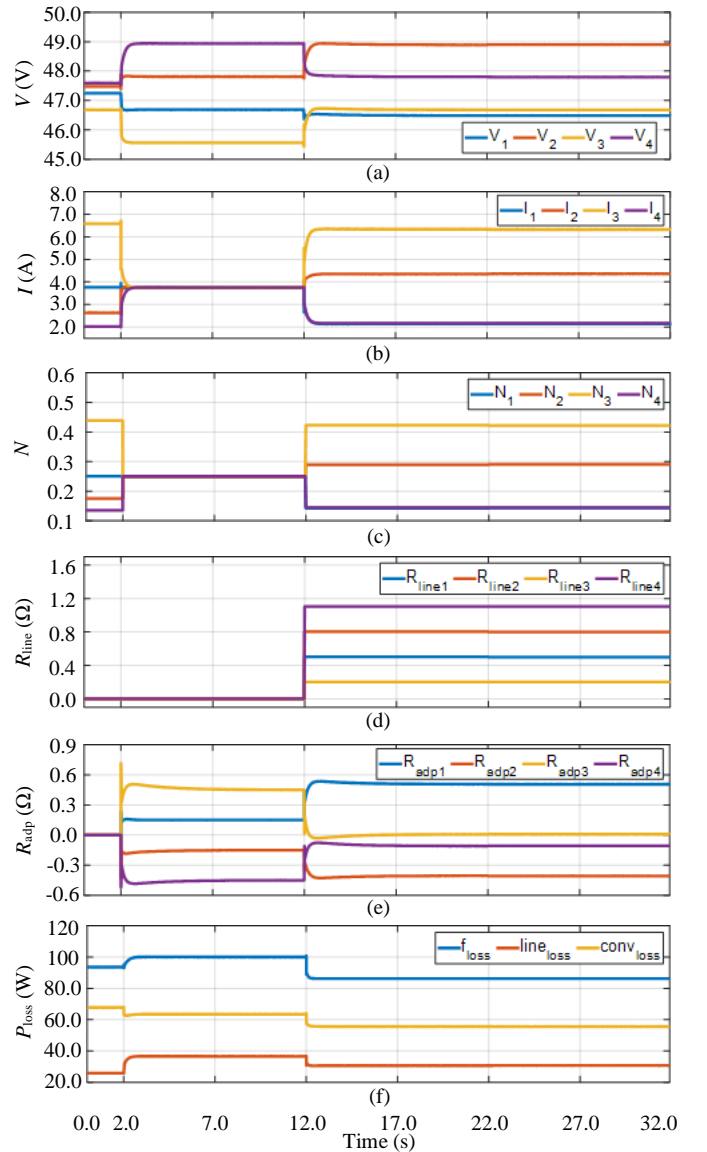 50.0
49.0
48.0
47.0
46.0
45.0
V (V)
V1 V2 V3 V4
(a)
8.0
7.0
6.0
5.0
4.0
3.0
2.0
I (A)
I1 I2 I3 I4
(b)
0.6
0.5
0.4
0.3
0.2
0.1
N
N1 N2 N3 N4
(c)
1.6
1.2
0.8
0.4
0.0
Rline (Ω)
Rline1 Rline2 Rline3 Rline4
(d)
0.9
0.6
0.3
0.0
-0.3
-0.6
Radp (Ω)
Radp1 Radp2 Radp3 Radp4
(e)
120
100
80.0
60.0
40.0
20.0
Ploss (W)
floss lineloss convloss
(f)
0.0 2.0 7.0 12.0 17.0 22.0 27.0 32.0
Time (s)